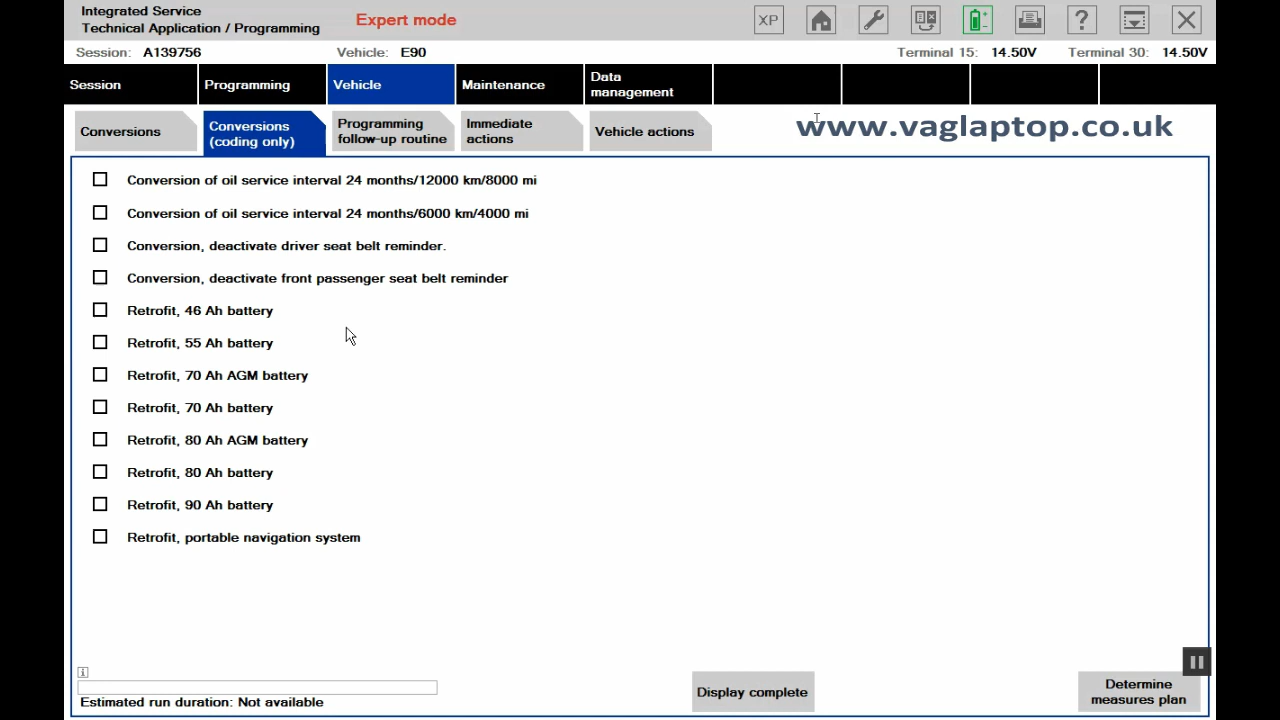 Integrated Service
Technical Application / Programming
Expert mode
XP
?
Session: A139756
Vehicle: E90
Terminal 15: 14.50V
Terminal 30: 14.50V
Session
Programming
Vehicle
Maintenance
Data
management
Conversions
Conversions
(coding only)
Programming
follow-up routine
Immediate
actions
Vehicle actions
www.vaglaptop.co.uk
Conversion of oil service interval 24 months/12000 km/8000 mi
Conversion of oil service interval 24 months/6000 km/4000 mi
Conversion, deactivate driver seat belt reminder.
Conversion, deactivate front passenger seat belt reminder
Retrofit, 46 Ah battery
Retrofit, 55 Ah battery
Retrofit, 70 Ah AGM battery
Retrofit, 70 Ah battery
Retrofit, 80 Ah AGM battery
Retrofit, 80 Ah battery
Retrofit, 90 Ah battery
Retrofit, portable navigation system
i
Estimated run duration: Not available
Display complete
Determine
measures plan